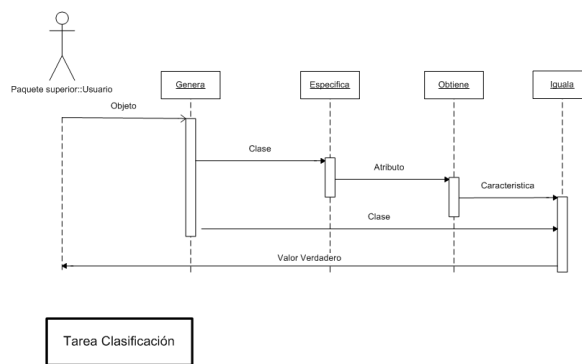 Paquete superior::Usuario
Genera
Especifica
Obtiene
Iguala
Objeto
Clase
Atributo
Caracteristica
Clase
Valor Verdadero
Tarea Clasificación